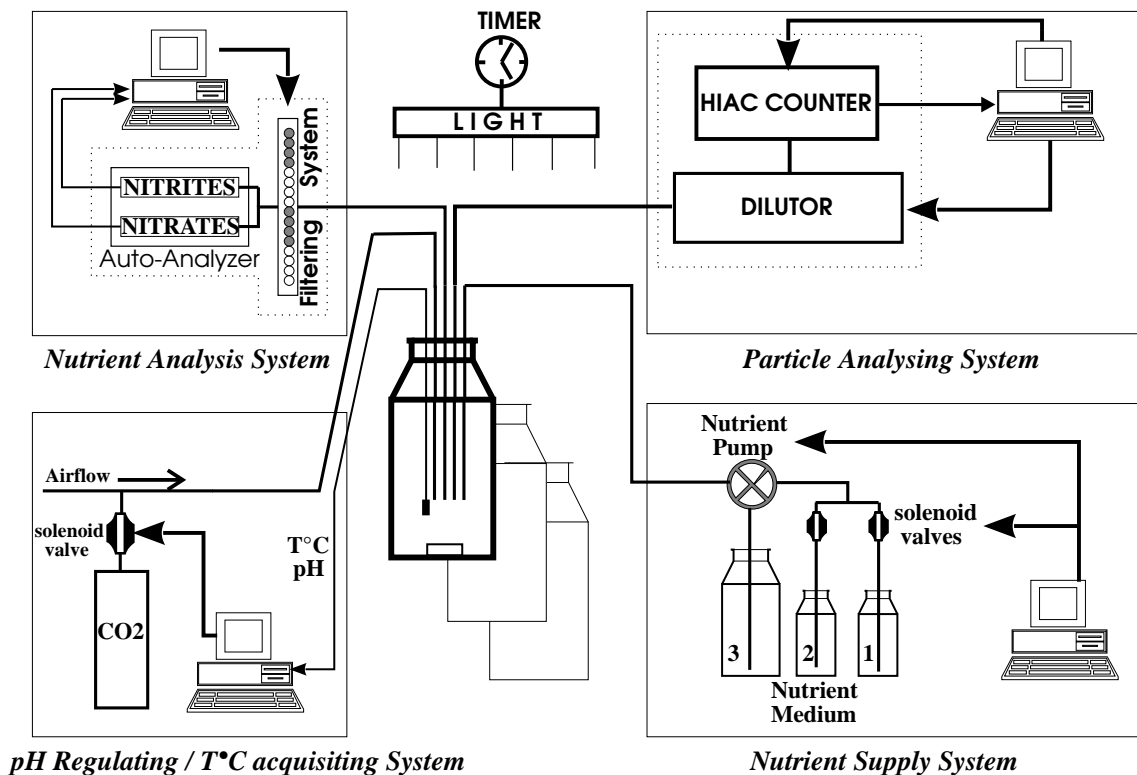 TIMER
LIGHT
NITRITES
NITRATES
Auto-Analyzer
Filtering System
Nutrient Analysis System
HIAC COUNTER
DILUTOR
Particle Analysing System
Airflow
solenoid
valve
CO2
T°C
pH
pH Regulating / T°C acquisiting System
Nutrient
Pump
solenoid
valves
3
2
1
Nutrient
Medium
Nutrient Supply System